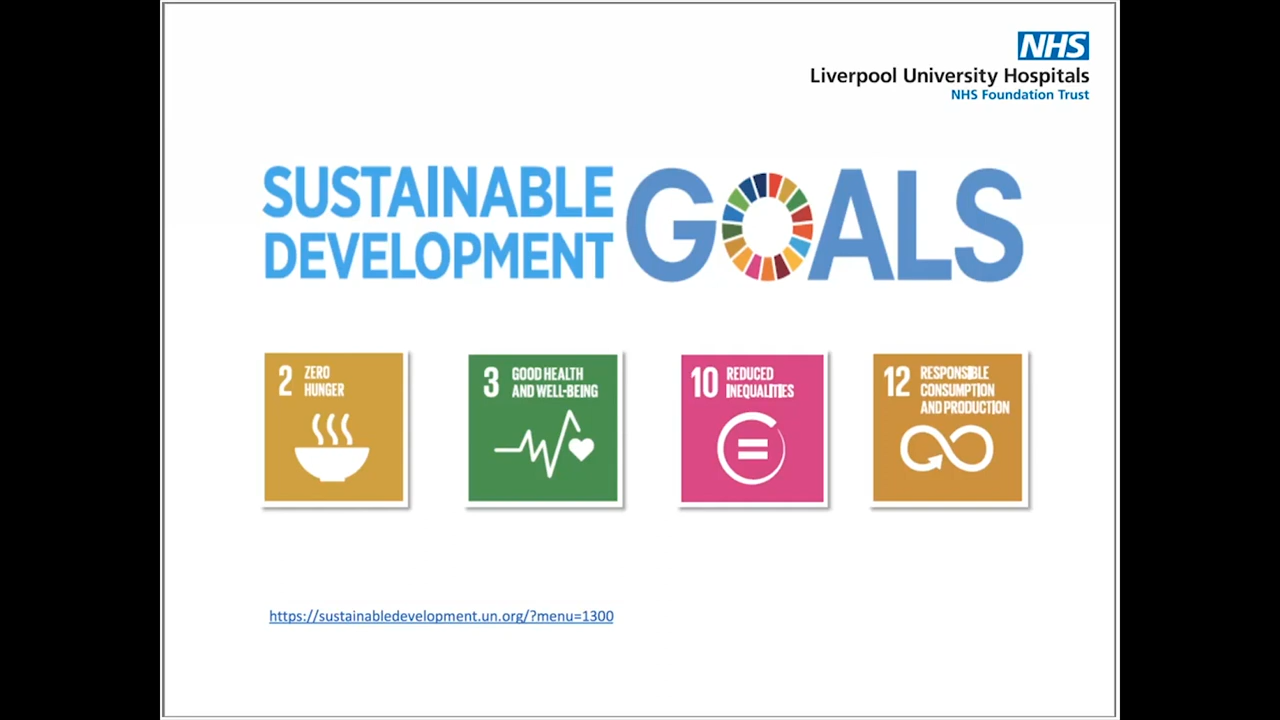 NHS
Liverpool University Hospitals
NHS Foundation Trust
SUSTAINABLE
DEVELOPMENT
GOALS
2 ZERO
HUNGER
3 GOOD HEALTH
AND WELL-BEING
10 REDUCED
INEQUALITIES
12 RESPONSIBLE
CONSUMPTION
AND PRODUCTION
https://sustainabledevelopment.un.org/?menu=1300